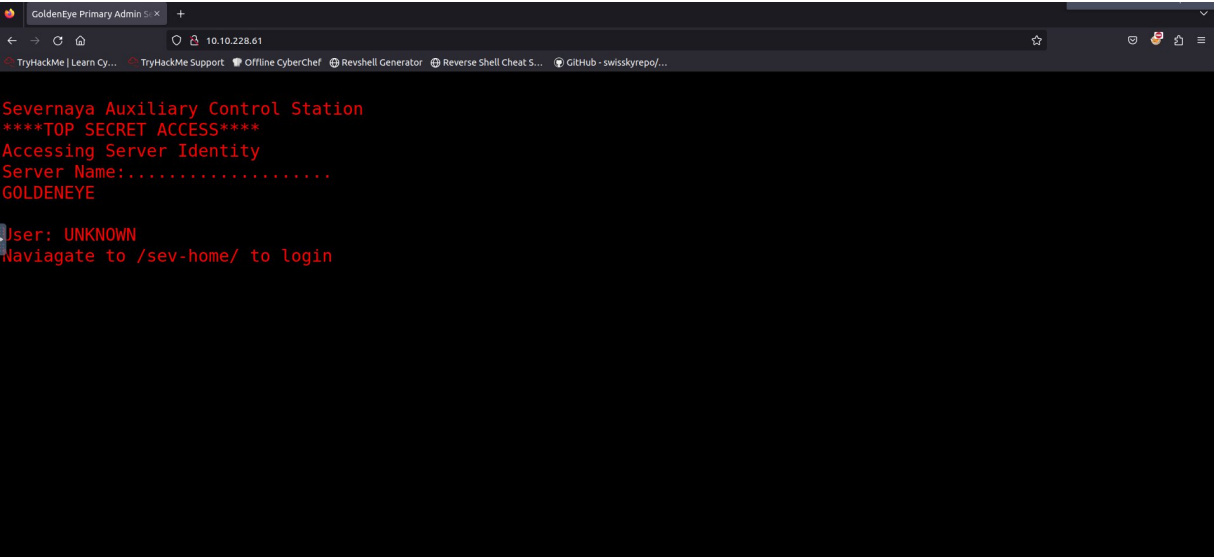 GoldenEye Primary Admin Se
10.10.228.61
TryHackMe | Learn Cy... TryHackMe Support Offline CyberChef Revshell Generator Reverse Shell Cheat S... GitHub - swisskyrepo/...
Severnaya Auxiliary Control Station
****TOP SECRET ACCESS****
Accessing Server Identity
Server Name:....................
GOLDENEYE
User: UNKNOWN
Naviagate to /sev-home/ to login